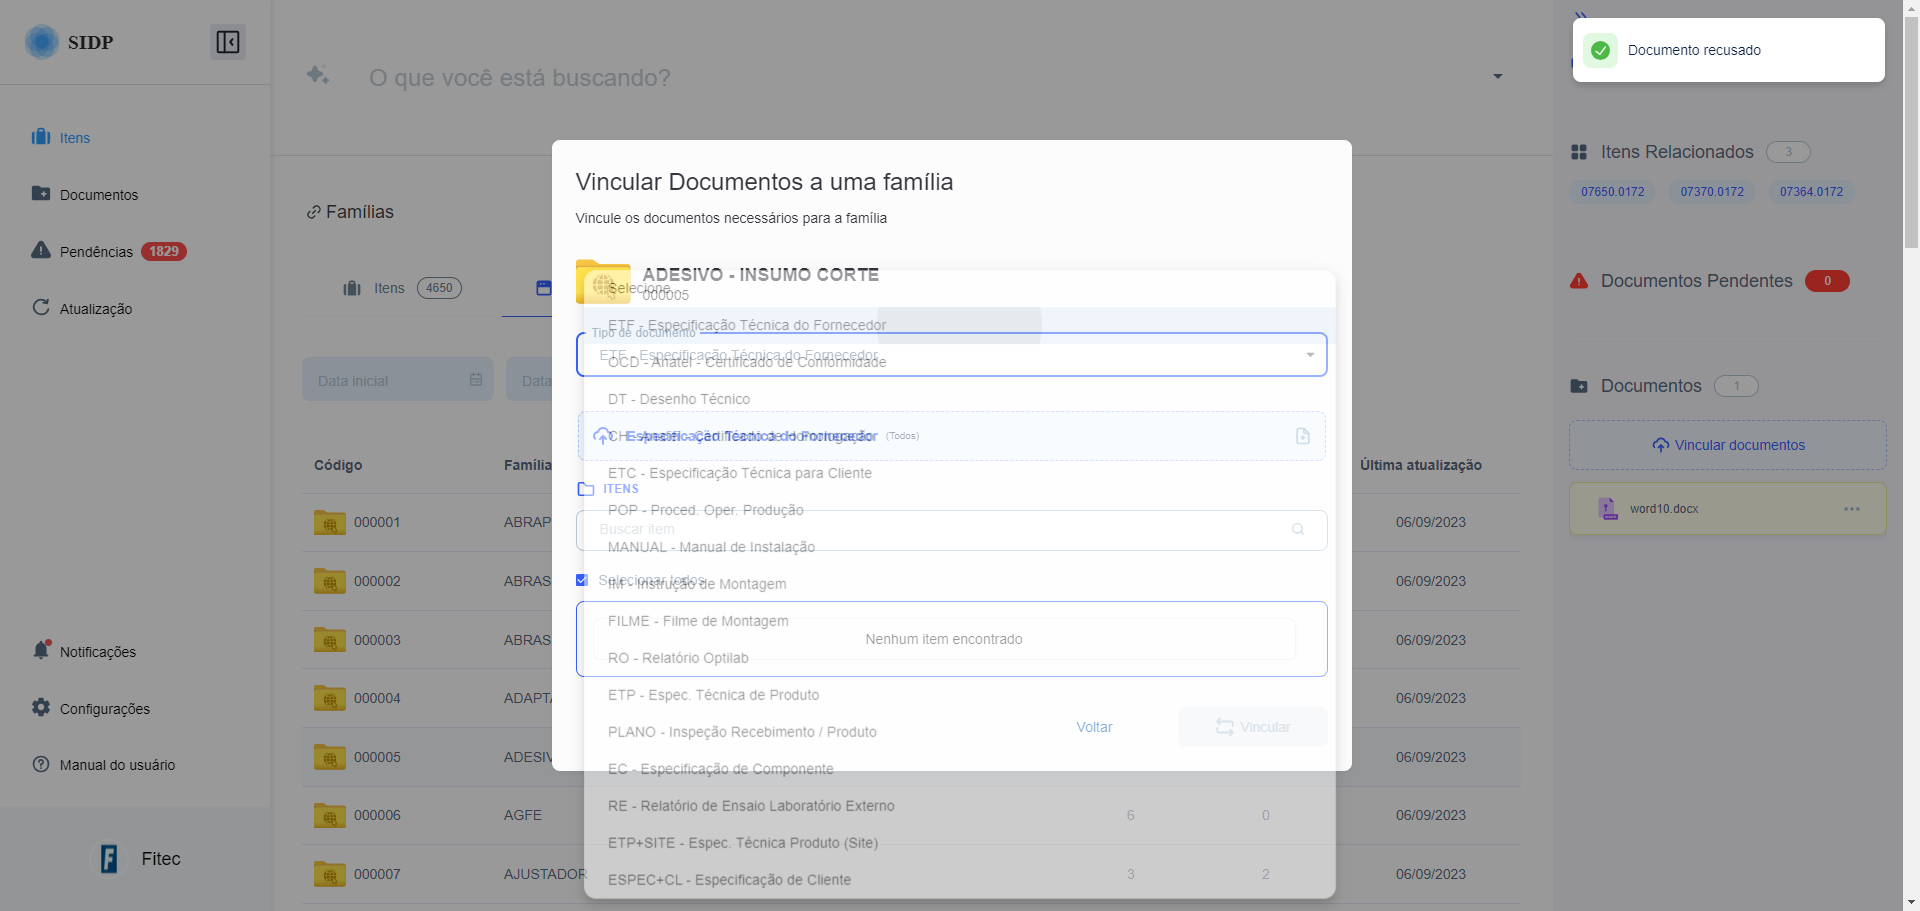 SIDP
O que você está buscando?
Documento recusado
Itens
Documentos
Pendências 1829
Atualização
Notificações
Configurações
Manual do usuário
Fitec
Famílias
Itens 4650
Data inicial
Data
Código
Família
Última atualização
000001 ABRAP 06/09/2023
000002 ABRAS 06/09/2023
000003 ABRAS 06/09/2023
000004 ADAPTA 06/09/2023
000005 ADESIV 06/09/2023
000006 AGFE 6 0 06/09/2023
000007 AJUSTADOR 3 2 06/09/2023
Vincular Documentos a uma família
Vincule os documentos necessários para a família
ADESIVO - INSUMO CORTE
000005
Tipo de documento
ETF - Especificação Técnica do Fornecedor
Especificação Técnica do Fornecedor (Todos)
ITENS
Buscar item
Selecionar todos
Nenhum item encontrado
Voltar
Vincular
Selecione
ETF - Especificação Técnica do Fornecedor
OCD - Anatel - Certificado de Conformidade
DT - Desenho Técnico
CH - Anatel - Certificado de Homologação
ETC - Especificação Técnica para Cliente
POP - Proced. Oper. Produção
MANUAL - Manual de Instalação
IM - Instrução de Montagem
FILME - Filme de Montagem
RO - Relatório Optilab
ETP - Espec. Técnica de Produto
PLANO - Inspeção Recebimento / Produto
EC - Especificação de Componente
RE - Relatório de Ensaio Laboratório Externo
ETP+SITE - Espec. Técnica Produto (Site)
ESPEC+CL - Especificação de Cliente
Itens Relacionados 3
07650.0172 07370.0172 07364.0172
Documentos Pendentes 0
Documentos 1
Vincular documentos
word10.docx